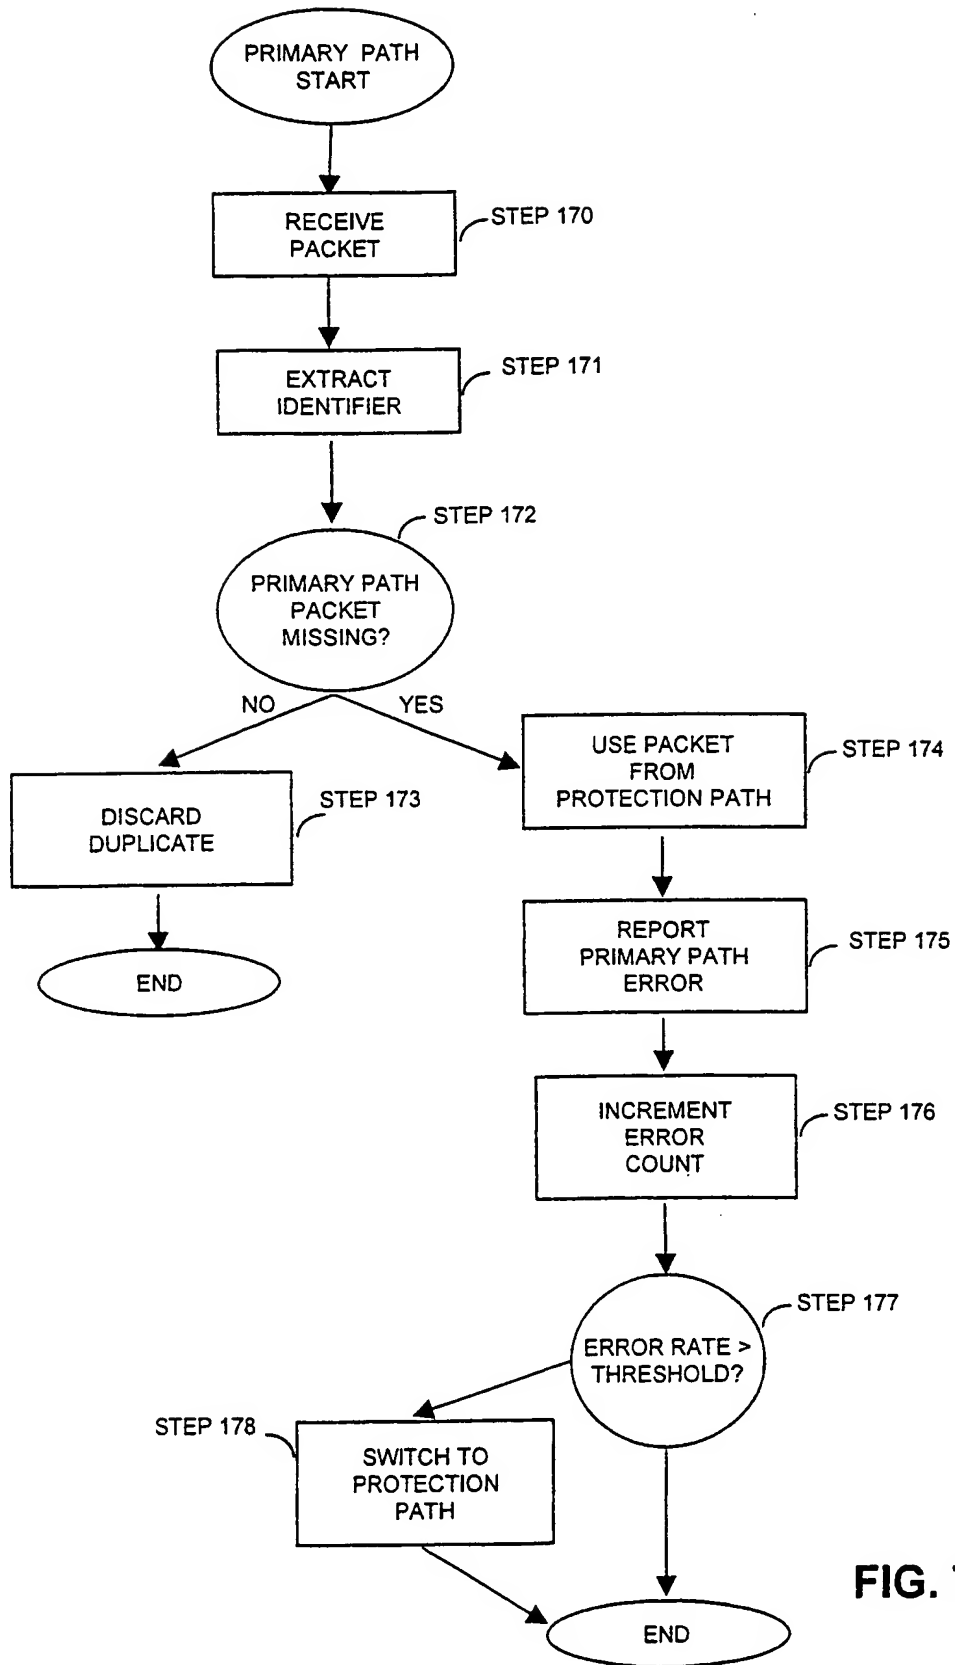 PRIMARY PATH
START
RECEIVE
PACKET
STEP 170
EXTRACT
IDENTIFIER
STEP 171
STEP 172
PRIMARY PATH
PACKET
MISSING?
NO
YES
DISCARD
DUPLICATE
STEP 173
END
USE PACKET
FROM
PROTECTION PATH
STEP 174
REPORT
PRIMARY PATH
ERROR
STEP 175
INCREMENT
ERROR
COUNT
STEP 176
ERROR RATE >
THRESHOLD?
STEP 177
STEP 178
SWITCH TO
PROTECTION
PATH
END
FIG.